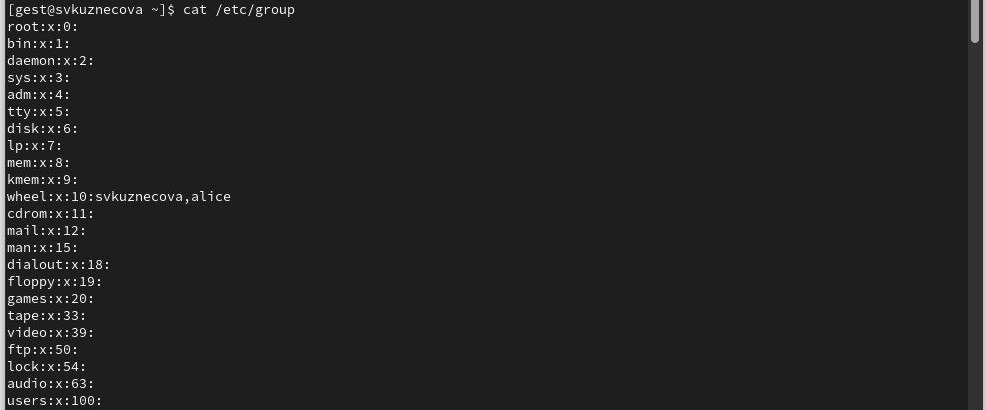 [gest@svkuznecova ~]$ cat /etc/group
root:x:0:
bin:x:1:
daemon:x:2:
sys:x:3:
adm:x:4:
tty:x:5:
disk:x:6:
lp:x:7:
mem:x:8:
kmem:x:9:
wheel:x:10:svkuznecova,alice
cdrom:x:11:
mail:x:12:
man:x:15:
dialout:x:18:
floppy:x:19:
games:x:20:
tape:x:33:
video:x:39:
ftp:x:50:
lock:x:54:
audio:x:63:
users:x:100: